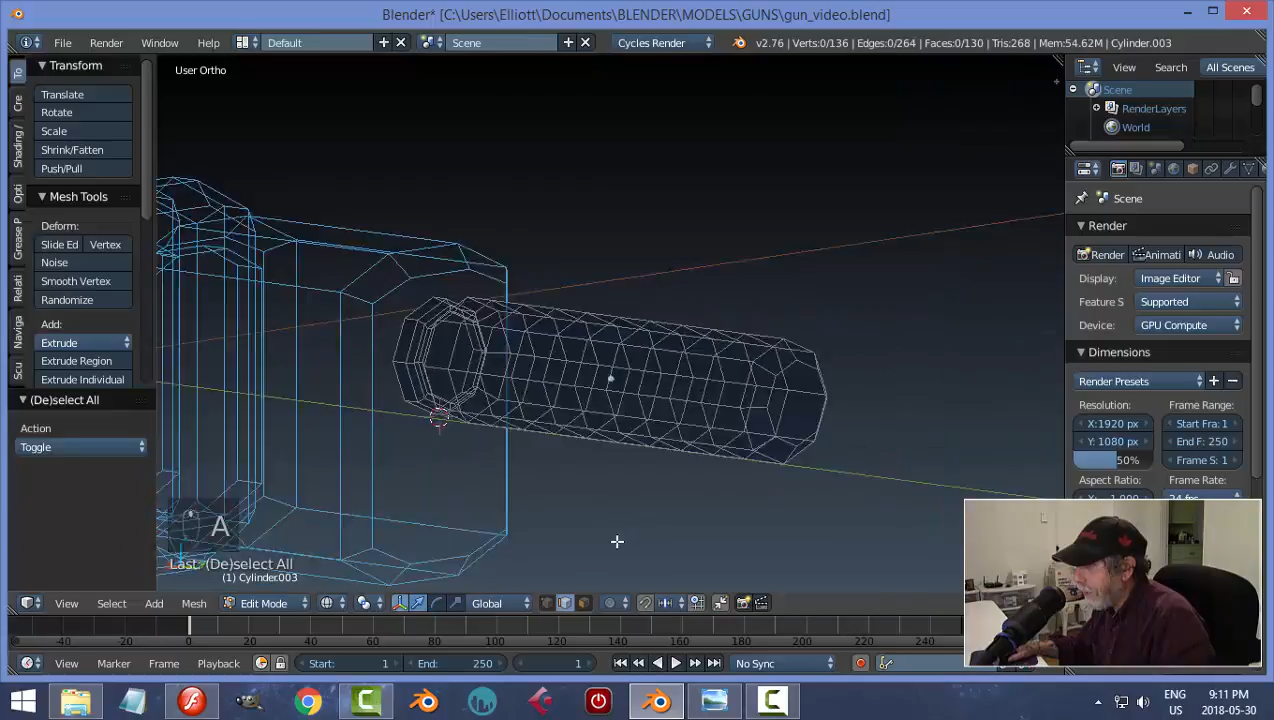 Blender* [C:\Users\Elliott\Documents\BLENDER\MODELS\GUNS\gun_video.blend]
File Render Window Help Default Scene Cycles Render v2.76 | Verts:0/136 | Edges:0/264 | Faces:0/130 | Tris:268 | Mem:54.62M | Cylinder.003
View Search All Scenes
Scene
RenderLayers
World
Scene
Render
Render Animati Audio
Display: Image Editor
Feature S Supported
Device: GPU Compute
Dimensions
Render Presets
Resolution: Frame Range:
X:1920 px Start Fra: 1
Y: 1080 px End F: 250
50% Frame S: 1
Aspect Ratio: Frame Rate:
To
Cre
Shading /
Opti
Grease P
Relati
Naviga
Scu
Transform
Translate
Rotate
Scale
Shrink/Fatten
Push/Pull
Mesh Tools
Deform:
Slide Ed Vertex
Noise
Smooth Vertex
Randomize
Add:
Extrude
Extrude Region
Extrude Individual
(De)select All
Action
Toggle
User Ortho
A
Last: (De)select All
(1) Cylinder.003
View Select Add Mesh Edit Mode Global
-40 -20 0 20 40 60 80 100 120 140 160 180 200 220 240
View Marker Frame Playback Start: 1 End: 250 1 No Sync
ENG 9:11 PM
US 2018-05-30